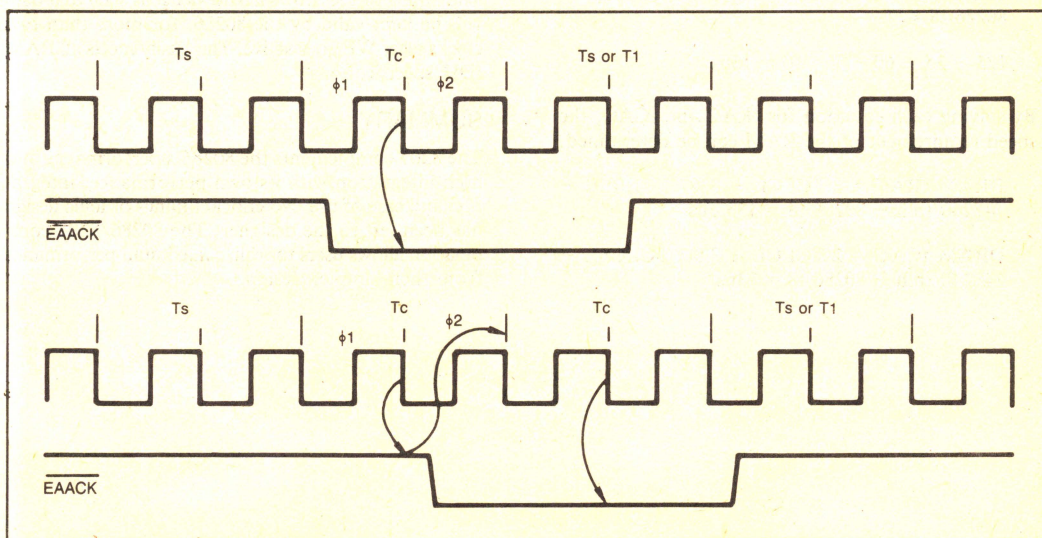 Ts Tc Ts or T1
ϕ1 ϕ2
EAACK
Ts Tc Tc Ts or T1
ϕ1 ϕ2
EAACK